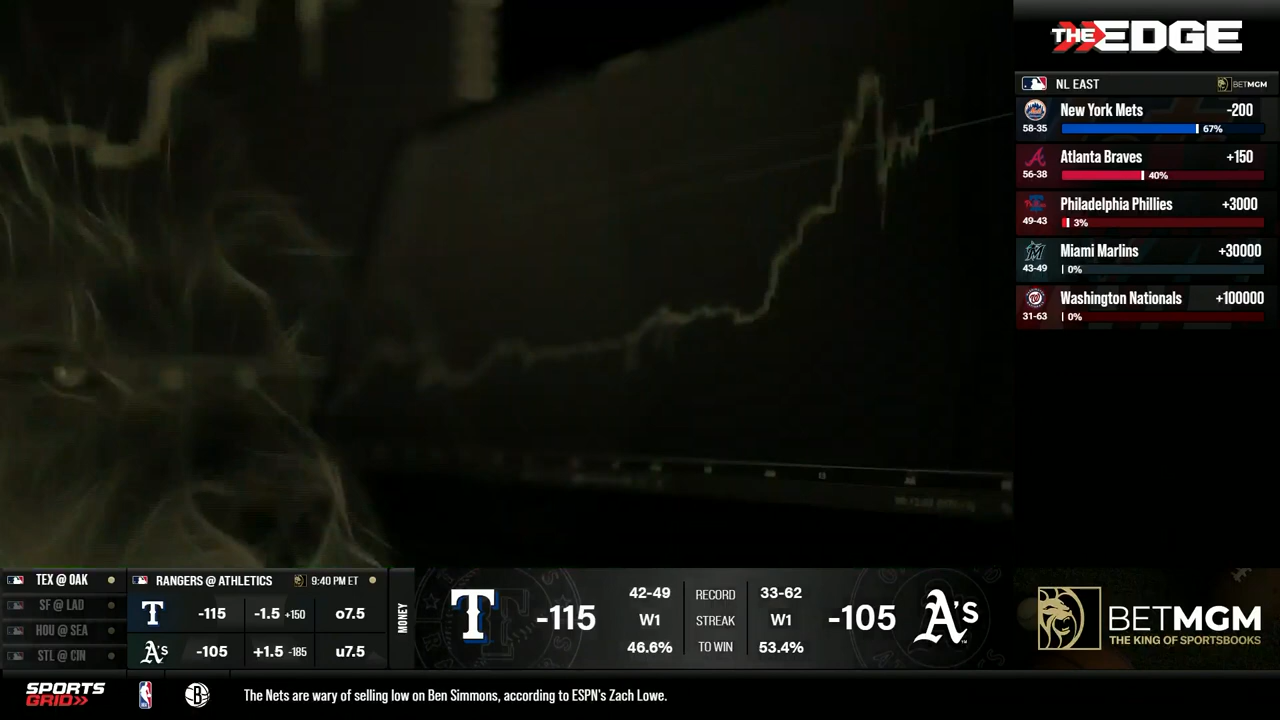 THE EDGE
NL EAST BETMGM
New York Mets -200
58-35 67%
Atlanta Braves +150
56-38 40%
Philadelphia Phillies +3000
49-43 3%
Miami Marlins +30000
43-49 0%
Washington Nationals +100000
31-63 0%
TEX @ OAK
SF @ LAD
HOU @ SEA
STL @ CIN
RANGERS @ ATHLETICS 9:40 PM ET
T -115 -1.5 +150 o7.5
A's -105 +1.5 -185 u7.5
MONEY
T -115
42-49 RECORD 33-62
W1 STREAK W1
46.6% TO WIN 53.4%
-105 A's
BETMGM
THE KING OF SPORTSBOOKS
SPORTS
GRID
The Nets are wary of selling low on Ben Simmons, according to ESPN's Zach Lowe.